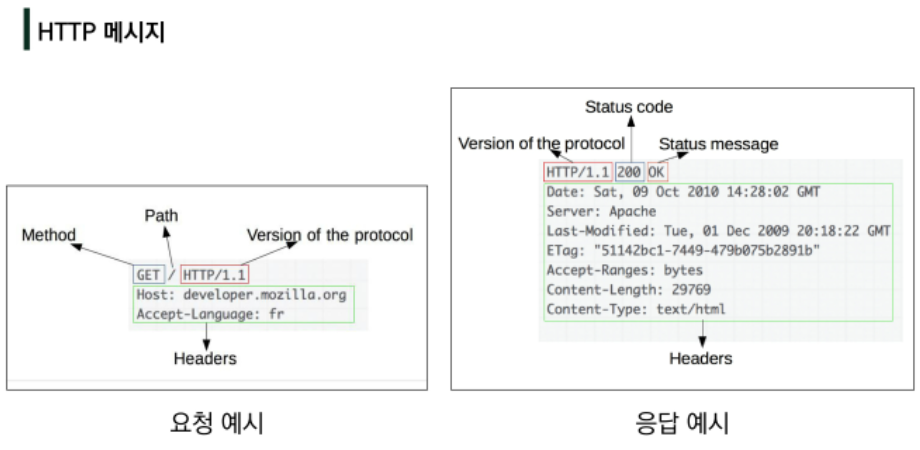 HTTP 메시지
Method
Path
Version of the protocol
GET / HTTP/1.1
Host: developer.mozilla.org
Accept-Language: fr
Headers
요청 예시
Status code
Version of the protocol
Status message
HTTP/1.1 200 OK
Date: Sat, 09 Oct 2010 14:28:02 GMT
Server: Apache
Last-Modified: Tue, 01 Dec 2009 20:18:22 GMT
ETag: "51142bc1-7449-479b075b2891b"
Accept-Ranges: bytes
Content-Length: 29769
Content-Type: text/html
Headers
응답 예시